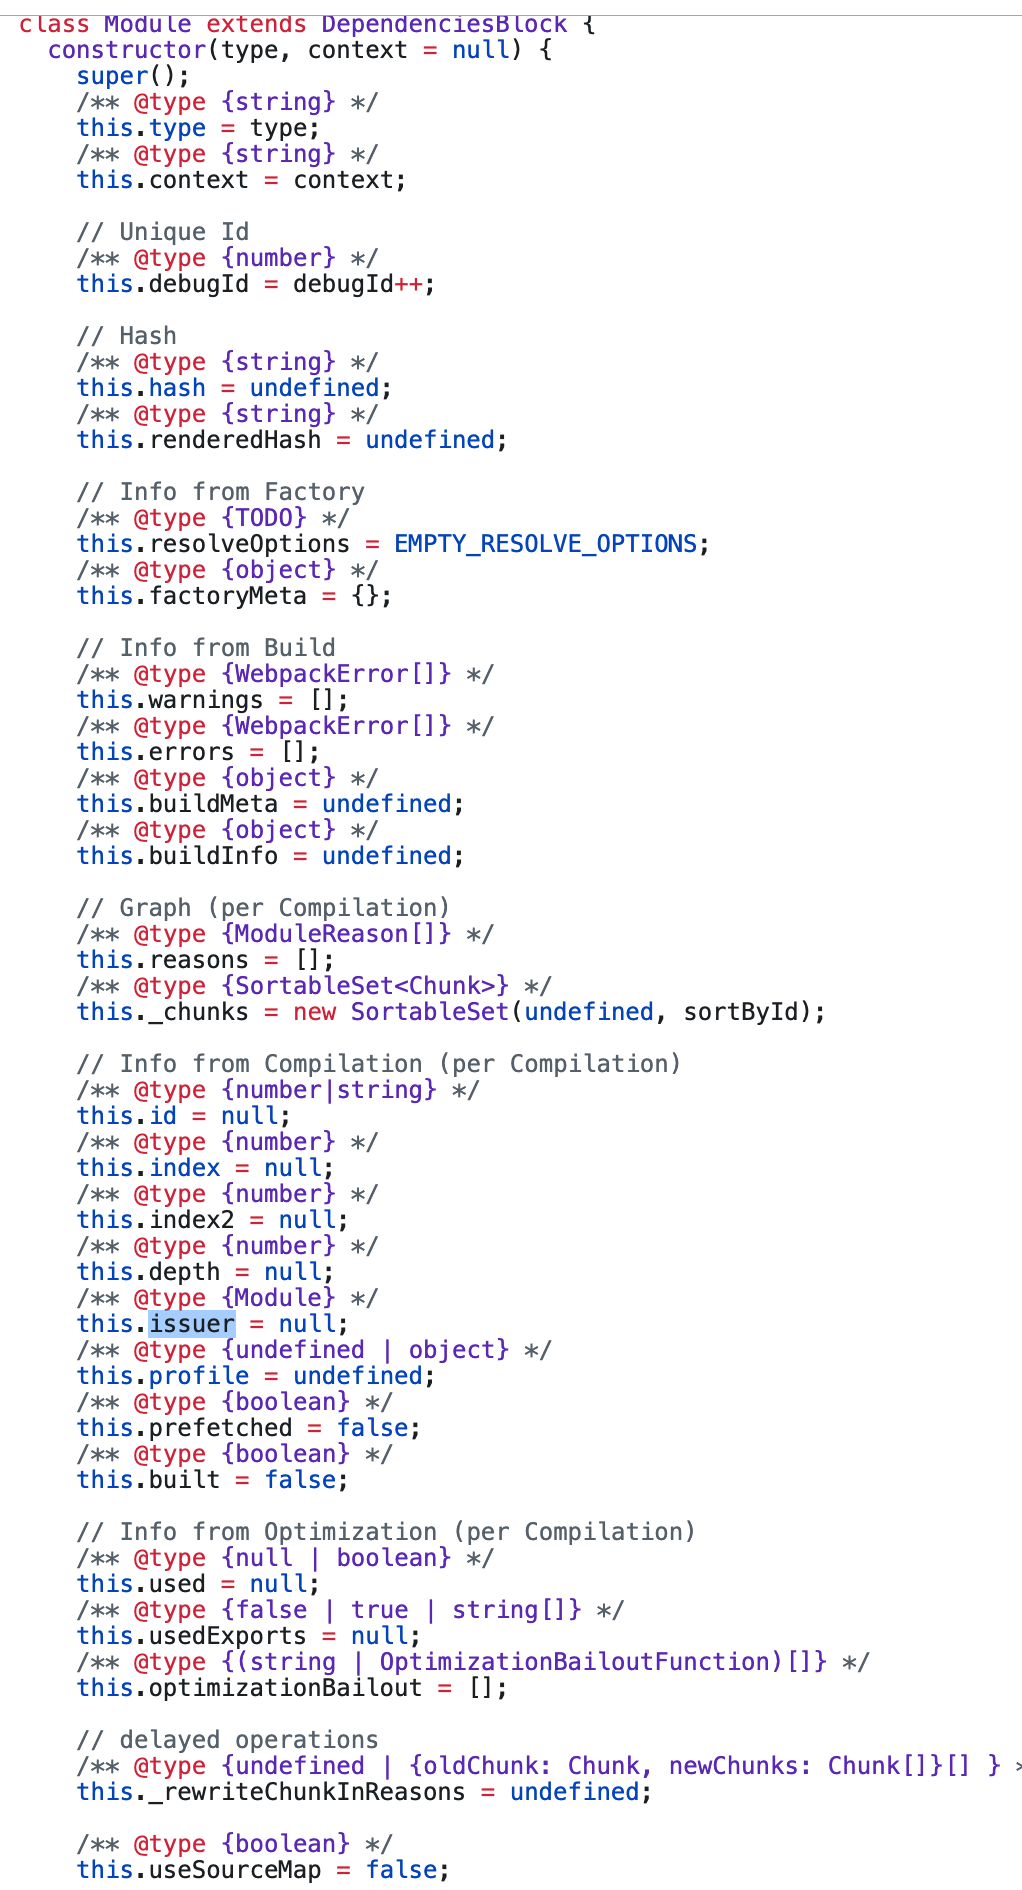 class Module extends DependenciesBlock {
constructor(type, context = null) {
super();
/** @type {string} */
this.type = type;
/** @type {string} */
this.context = context;
// Unique Id
/** @type {number} */
this.debugId = debugId++;
// Hash
/** @type {string} */
this.hash = undefined;
/** @type {string} */
this.renderedHash = undefined;
// Info from Factory
/** @type {TODO} */
this.resolveOptions = EMPTY_RESOLVE_OPTIONS;
/** @type {object} */
this.factoryMeta = {};
// Info from Build
/** @type {WebpackError[]} */
this.warnings = [];
/** @type {WebpackError[]} */
this.errors = [];
/** @type {object} */
this.buildMeta = undefined;
/** @type {object} */
this.buildInfo = undefined;
// Graph (per Compilation)
/** @type {ModuleReason[]} */
this.reasons = [];
/** @type {SortableSet<Chunk>} */
this._chunks = new SortableSet(undefined, sortById);
// Info from Compilation (per Compilation)
/** @type {number|string} */
this.id = null;
/** @type {number} */
this.index = null;
/** @type {number} */
this.index2 = null;
/** @type {number} */
this.depth = null;
/** @type {Module} */
this.issuer = null;
/** @type {undefined | object} */
this.profile = undefined;
/** @type {boolean} */
this.prefetched = false;
/** @type {boolean} */
this.built = false;
// Info from Optimization (per Compilation)
/** @type {null | boolean} */
this.used = null;
/** @type {false | true | string[]} */
this.usedExports = null;
/** @type {(string | OptimizationBailoutFunction)[]} */
this.optimizationBailout = [];
// delayed operations
/** @type {undefined | {oldChunk: Chunk, newChunks: Chunk[]}[] } *
this._rewriteChunkInReasons = undefined;
/** @type {boolean} */
this.useSourceMap = false;